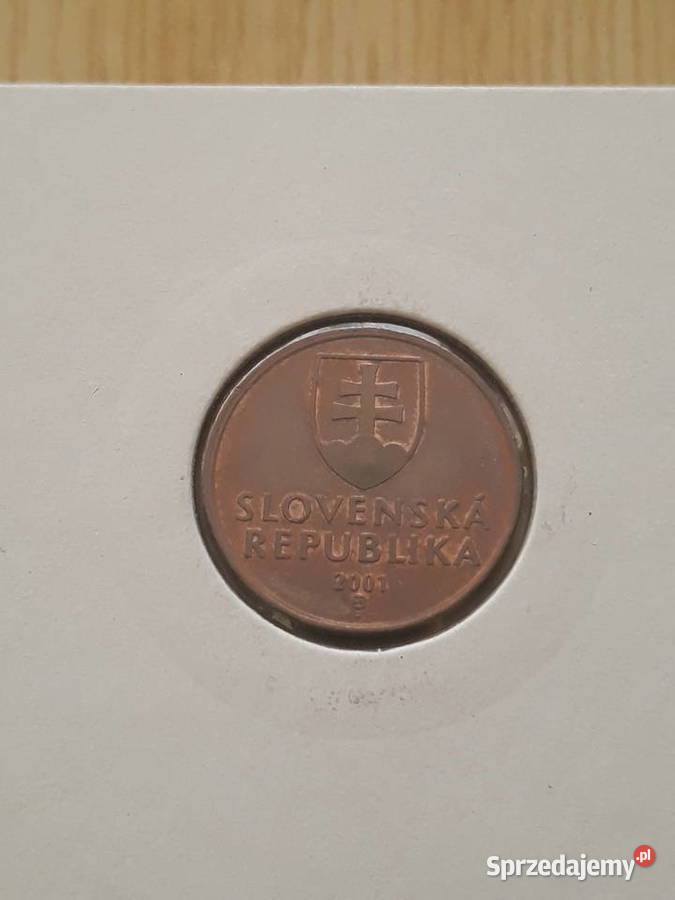 SLOVENSKÁ
REPUBLIKA
2001
Sprzedajemy.pl